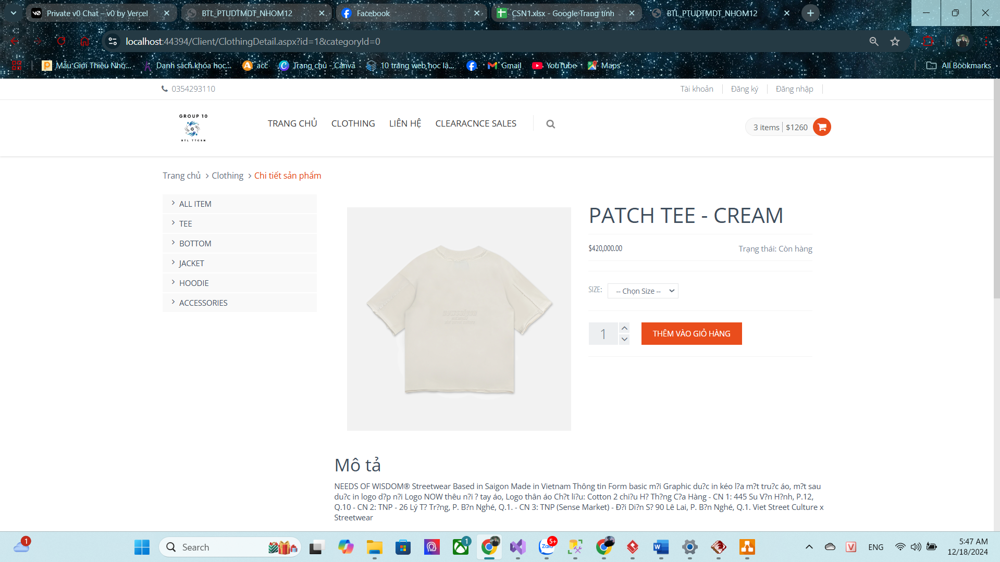 Private v0 Chat – v0 by Vercel
BTL_PTUDTMDT_NHOM12
Facebook
CSN1.xlsx - Google Trang tính
BTL_PTUDTMDT_NHOM12
localhost:44394/Client/ClothingDetail.aspx?id=1&categoryId=0
Mẫu Giới Thiệu Nhó...
Danh sách khóa học...
acc
Trang chủ - Canva
10 trang web học lậ...
Gmail
YouTube
Maps
All Bookmarks
0354293110
Tài khoản
Đăng ký
Đăng nhập
GROUP 10
G
BTL TTCSN
TRANG CHỦ
CLOTHING
LIÊN HỆ
CLEARACNCE SALES
3 items
$1260
Trang chủ > Clothing > Chi tiết sản phẩm
ALL ITEM
TEE
BOTTOM
JACKET
HOODIE
ACCESSORIES
PATCH TEE - CREAM
$420,000.00
Trạng thái: Còn hàng
SIZE:
-- Chọn Size --
1
THÊM VÀO GIỎ HÀNG
Mô tả
NEEDS OF WISDOM® Streetwear Based in Saigon Made in Vietnam Thông tin Form basic m?i Graphic du?c in kéo l?a m?t tru?c áo, m?t sau
du?c in logo d?p n?i Logo NOW thêu n?i ? tay áo, Logo thân áo Ch?t li?u: Cotton 2 chi?u H? Th?ng C?a Hàng - CN 1: 445 Su V?n H?nh, P.12,
Q.10 - CN 2: TNP - 26 Lý T? Tr?ng, P. B?n Nghé, Q.1. - CN 3: TNP (Sense Market) - Đ?i Di?n S? 90 Lê Lai, P. B?n Nghé, Q.1. Viet Street Culture x
Streetwear
1
Search
1
Zalo
5+
ENG
5:47 AM
12/18/2024